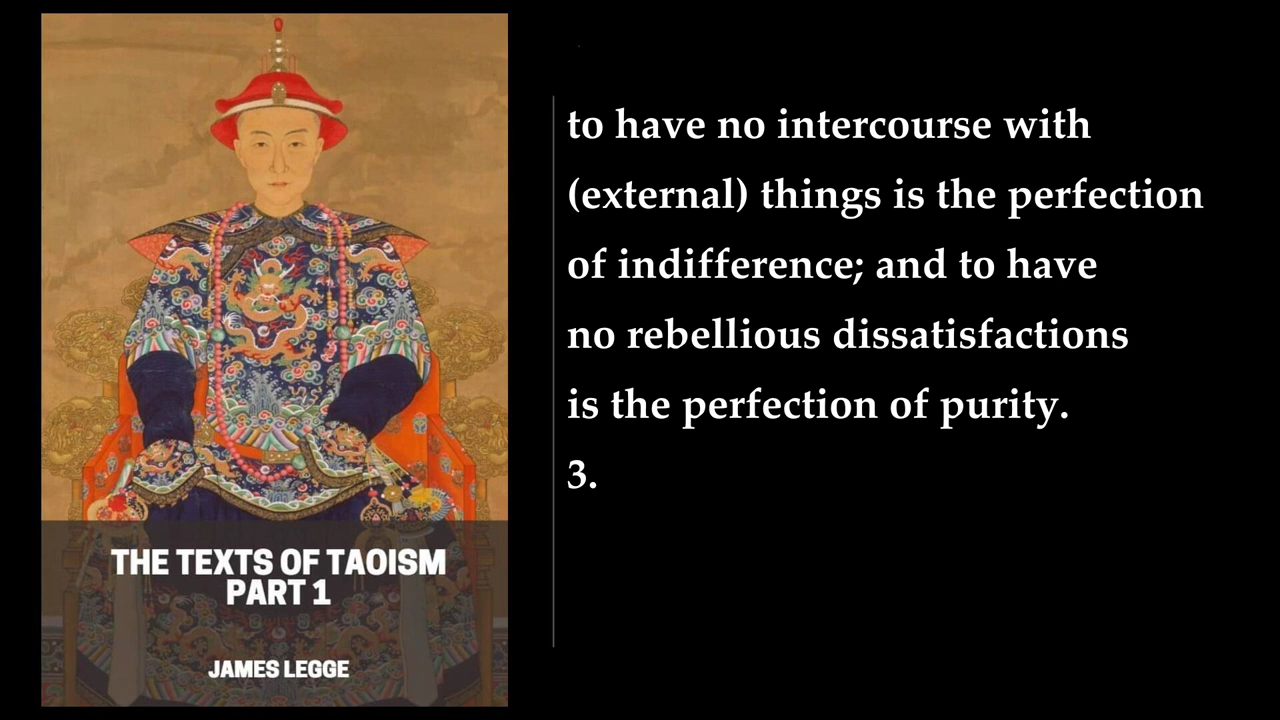 THE TEXTS OF TAOISM
PART 1
JAMES LEGGE
to have no intercourse with
(external) things is the perfection
of indifference; and to have
no rebellious dissatisfactions
is the perfection of purity.
3.